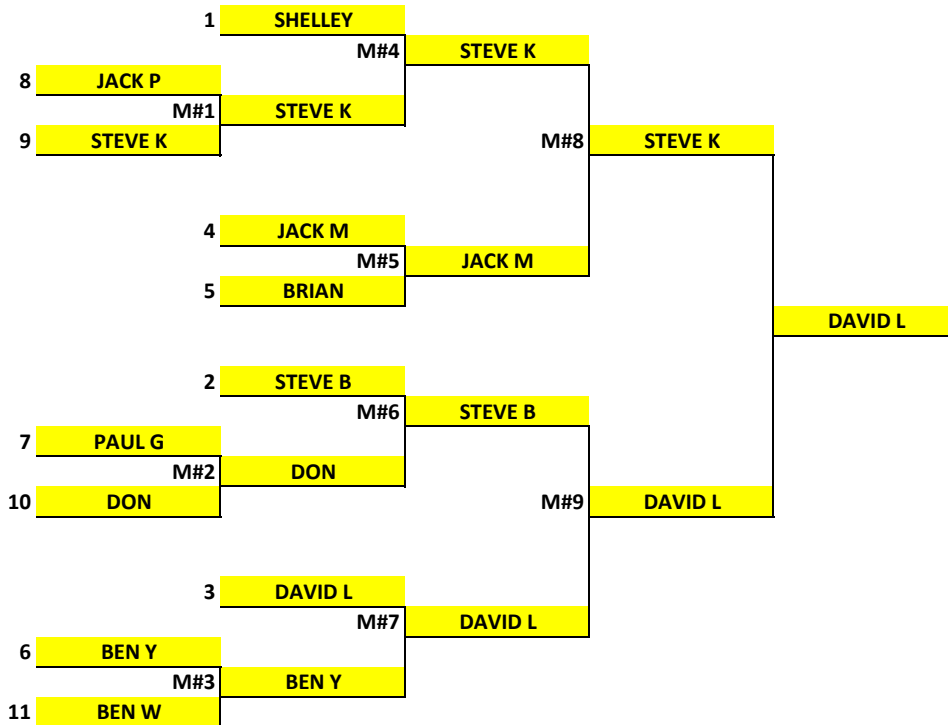 1 SHELLEY
M#4 STEVE K
8 JACK P
M#1 STEVE K
9 STEVE K
M#8 STEVE K
4 JACK M
M#5 JACK M
5 BRIAN
DAVID L
2 STEVE B
M#6 STEVE B
7 PAUL G
M#2 DON
10 DON
M#9 DAVID L
3 DAVID L
M#7 DAVID L
6 BEN Y
M#3 BEN Y
11 BEN W